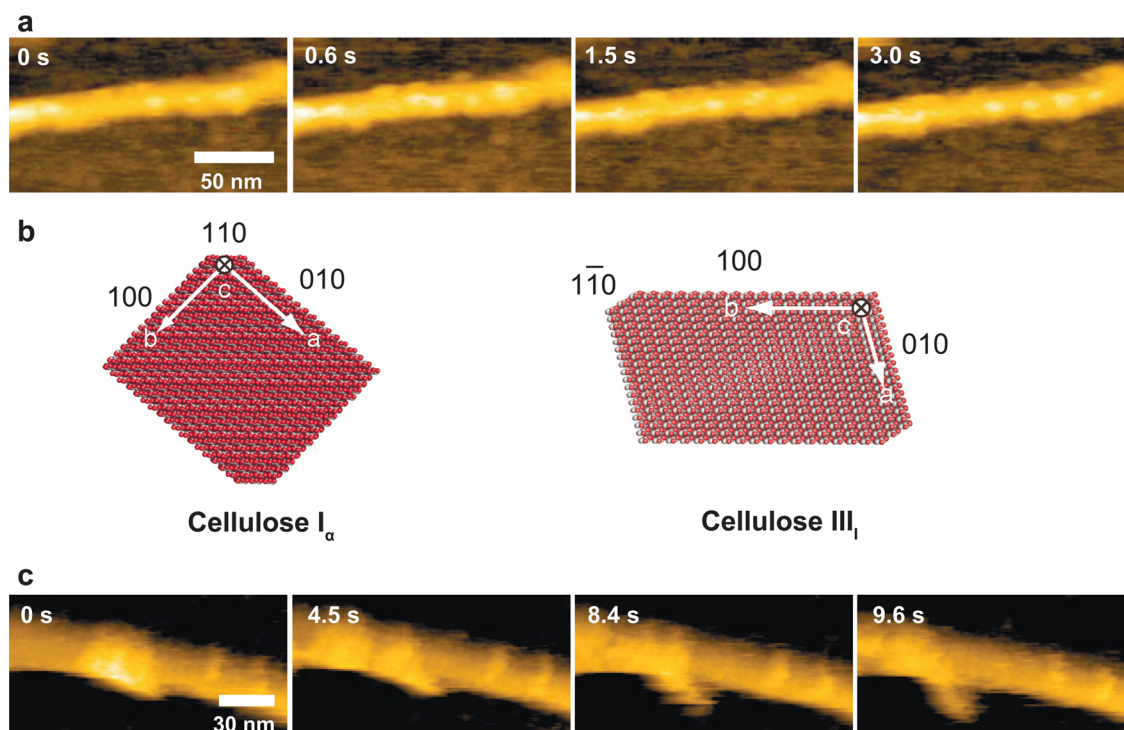 a
0 s
0.6 s
1.5 s
3.0 s
50 nm
b
110
100
010
c
b
a
Cellulose Iα
100
11̅0
b
c
010
a
Cellulose IIII
c
0 s
4.5 s
8.4 s
9.6 s
30 nm